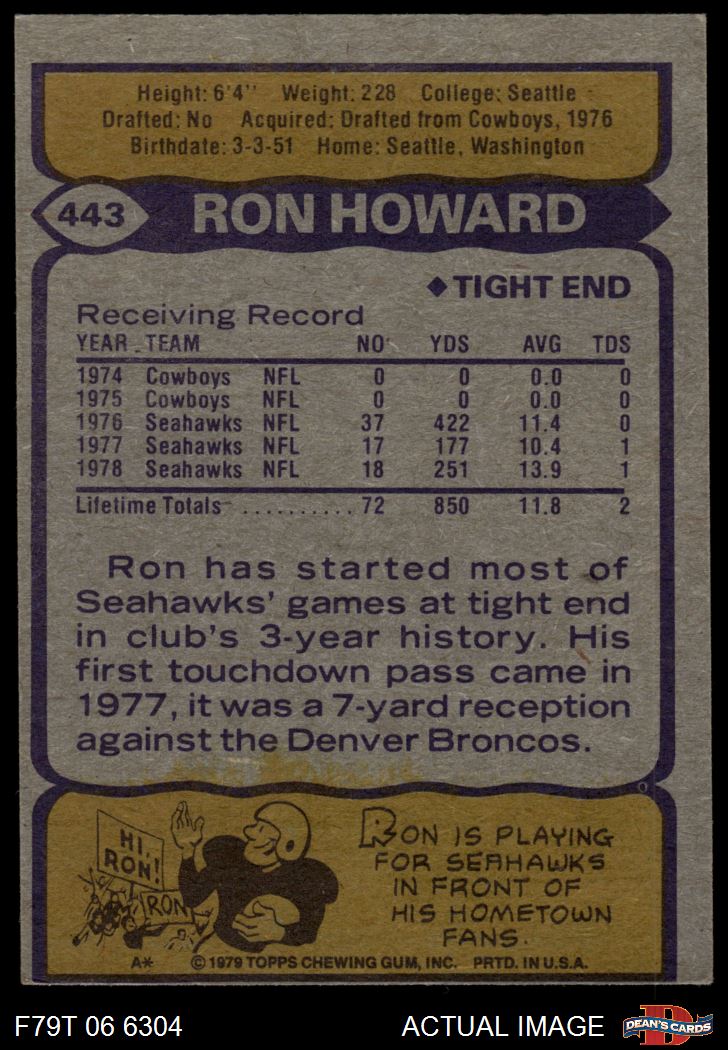 Height: 6'4" Weight: 228 College: Seattle
Drafted: No Acquired: Drafted from Cowboys, 1976
Birthdate: 3-3-51 Home: Seattle, Washington
443 RON HOWARD
◆TIGHT END
Receiving Record
YEAR TEAM NO YDS AVG TDS
1974 Cowboys NFL 0 0 0.0 0
1975 Cowboys NFL 0 0 0.0 0
1976 Seahawks NFL 37 422 11.4 0
1977 Seahawks NFL 17 177 10.4 1
1978 Seahawks NFL 18 251 13.9 1
Lifetime Totals .......... 72 850 11.8 2
Ron has started most of
Seahawks' games at tight end
in club's 3-year history. His
first touchdown pass came in
1977, it was a 7-yard reception
against the Denver Broncos.
HI,
RON!
RON
RON IS PLAYING
FOR SEAHAWKS
IN FRONT OF
HIS HOMETOWN
FANS.
A* © 1979 TOPPS CHEWING GUM, INC. PRTD. IN U.S.A.
F79T 06 6304 ACTUAL IMAGE
D
DEAN'S CARDS